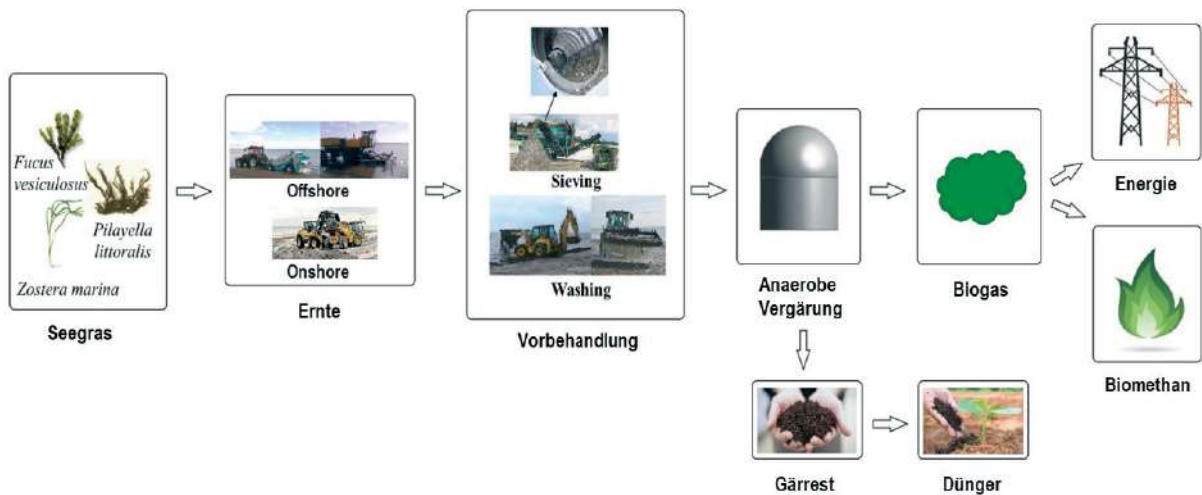 Fucus
vesiculosus
Pilayella
littoralis
Zostera marina
Seegras
Offshore
Onshore
Ernte
Sieving
Washing
Vorbehandlung
Anaerobe
Vergärung
Biogas
Energie
Biomethan
Gärrest
Dünger